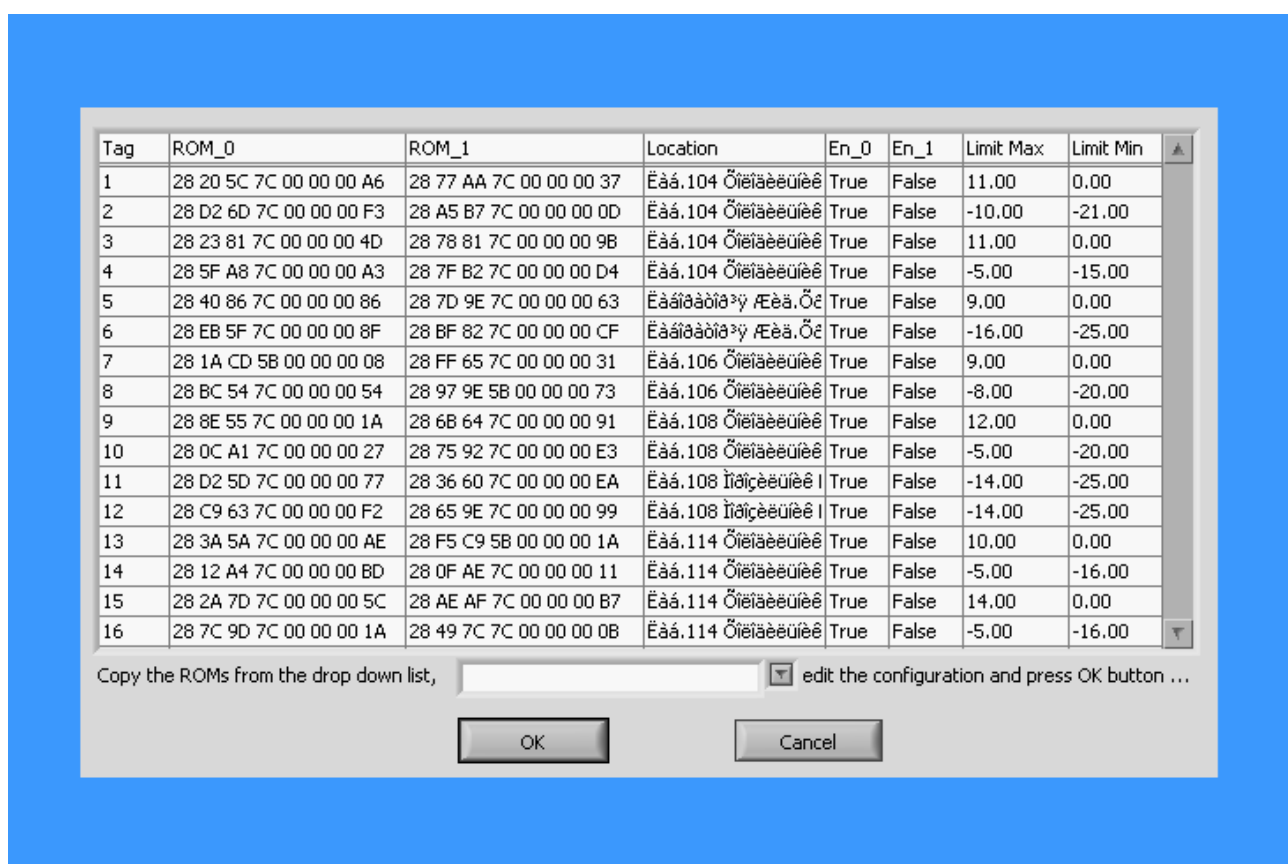 Tag ROM_0 ROM_1 Location En_0 En_1 Limit Max Limit Min
1 28 20 5C 7C 00 00 00 A6 28 77 AA 7C 00 00 00 37 Ëàá.104 Õîëîäèëüíèê True False 11.00 0.00
2 28 D2 6D 7C 00 00 00 F3 28 A5 B7 7C 00 00 00 0D Ëàá.104 Õîëîäèëüíèê True False -10.00 -21.00
3 28 23 81 7C 00 00 00 4D 28 78 81 7C 00 00 00 9B Ëàá.104 Õîëîäèëüíèê True False 11.00 0.00
4 28 5F A8 7C 00 00 00 A3 28 7F B2 7C 00 00 00 D4 Ëàá.104 Õîëîäèëüíèê True False -5.00 -15.00
5 28 40 86 7C 00 00 00 86 28 7D 9E 7C 00 00 00 63 Ëàáîðàòîð³ÿ Æèä.Õ True False 9.00 0.00
6 28 EB 5F 7C 00 00 00 8F 28 BF 82 7C 00 00 00 CF Ëàáîðàòîð³ÿ Æèä.Õ True False -16.00 -25.00
7 28 1A CD 5B 00 00 00 08 28 FF 65 7C 00 00 00 31 Ëàá.106 Õîëîäèëüíèê True False 9.00 0.00
8 28 BC 54 7C 00 00 00 54 28 97 9E 5B 00 00 00 73 Ëàá.106 Õîëîäèëüíèê True False -8.00 -20.00
9 28 8E 55 7C 00 00 00 1A 28 6B 64 7C 00 00 00 91 Ëàá.108 Õîëîäèëüíèê True False 12.00 0.00
10 28 0C A1 7C 00 00 00 27 28 75 92 7C 00 00 00 E3 Ëàá.108 Õîëîäèëüíèê True False -5.00 -20.00
11 28 D2 5D 7C 00 00 00 77 28 36 60 7C 00 00 00 EA Ëàá.108 Ìîðîçèëüíèê True False -14.00 -25.00
12 28 C9 63 7C 00 00 00 F2 28 65 9E 7C 00 00 00 99 Ëàá.108 Ìîðîçèëüíèê True False -14.00 -25.00
13 28 3A 5A 7C 00 00 00 AE 28 F5 C9 5B 00 00 00 1A Ëàá.114 Õîëîäèëüíèê True False 10.00 0.00
14 28 12 A4 7C 00 00 00 BD 28 0F AE 7C 00 00 00 11 Ëàá.114 Õîëîäèëüíèê True False -5.00 -16.00
15 28 2A 7D 7C 00 00 00 5C 28 AE AF 7C 00 00 00 B7 Ëàá.114 Õîëîäèëüíèê True False 14.00 0.00
16 28 7C 9D 7C 00 00 00 1A 28 49 7C 7C 00 00 00 0B Ëàá.114 Õîëîäèëüíèê True False -5.00 -16.00
Copy the ROMs from the drop down list, edit the configuration and press OK button ...
OK Cancel